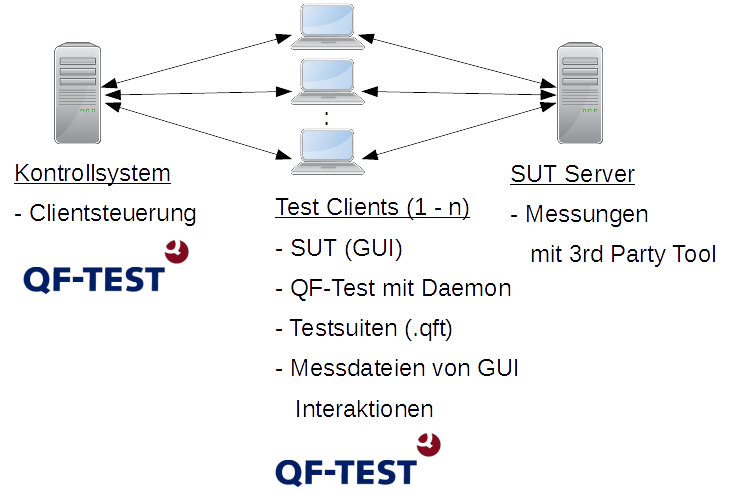 Kontrollsystem
- Clientsteuerung
QF-TEST
:
Test Clients (1 - n)
- SUT (GUI)
- QF-Test mit Daemon
- Testsuiten (.qft)
- Messdateien von GUI
Interaktionen
QF-TEST
SUT Server
- Messungen
mit 3rd Party Tool